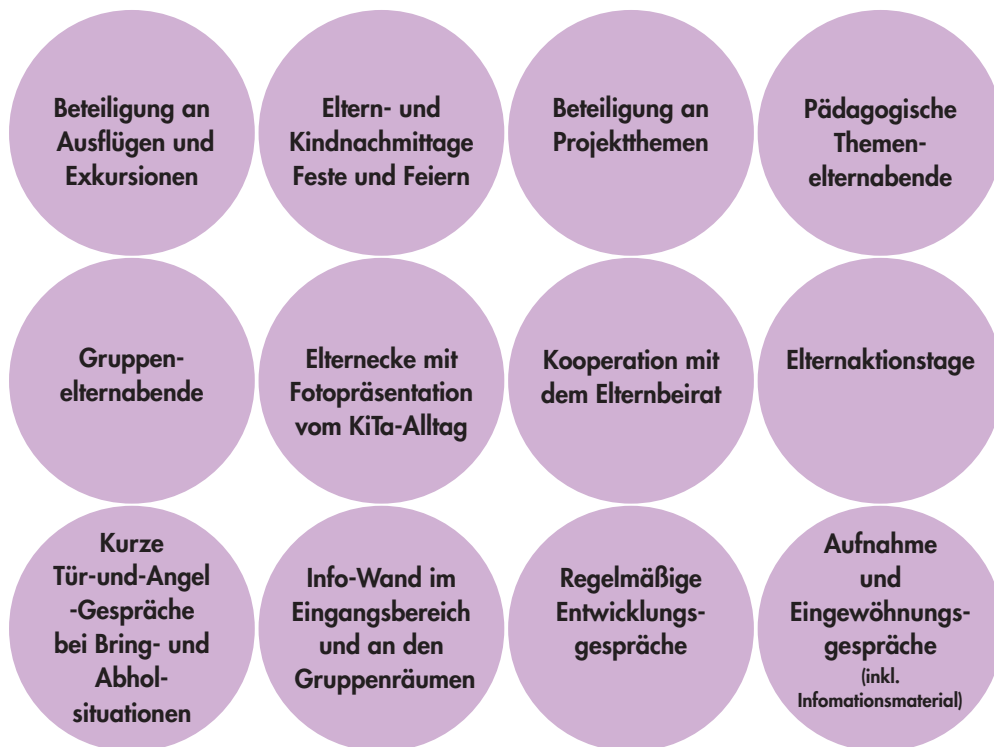 Beteiligung an
Ausflügen und
Exkursionen
Eltern- und
Kindnachmittage
Feste und Feiern
Beteiligung an
Projektthemen
Pädagogische
Themen-
elternabende
Gruppen-
elternabende
Elternecke mit
Fotopräsentation
vom KiTa-Alltag
Kooperation mit
dem Elternbeirat
Elternaktionstage
Kurze
Tür-und-Angel
-Gespräche
bei Bring- und
Abhol-
situationen
Info-Wand im
Eingangsbereich
und an den
Gruppenräumen
Regelmäßige
Entwicklungs-
gespräche
Aufnahme
und
Eingewöhnungs-
gespräche
(inkl.
Infomationsmaterial)